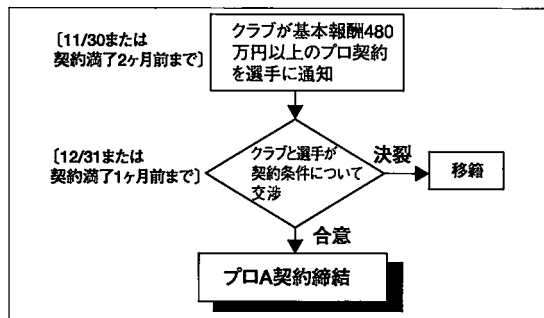 〔11/30または
契約満了2ヶ月前まで〕
クラブが基本報酬480
万円以上のプロ契約
を選手に通知
〔12/31または
契約満了1ヶ月前まで〕
クラブと選手が
契約条件について
交渉
決裂
移籍
合意
プロA契約締結